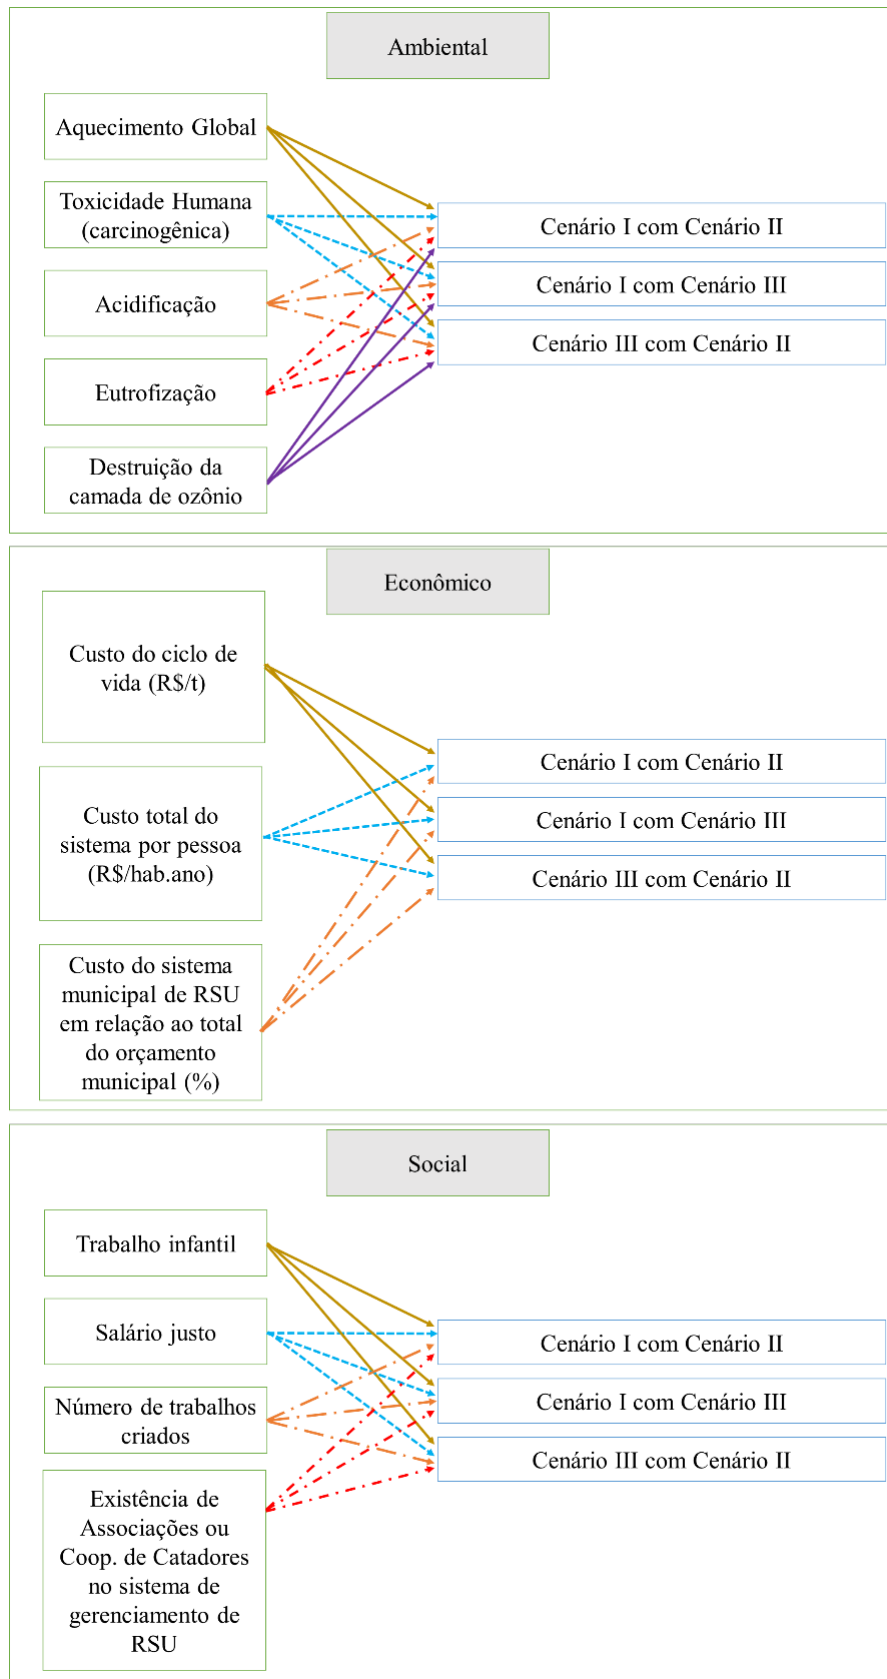 Ambiental
Aquecimento Global
Toxicidade Humana
(carcinogênica)
Acidificação
Eutrofização
Destruição da
camada de ozônio
Cenário I com Cenário II
Cenário I com Cenário III
Cenário III com Cenário II
Econômico
Custo do ciclo de
vida (R$/t)
Custo total do
sistema por pessoa
(R$/hab.ano)
Custo do sistema
municipal de RSU
em relação ao total
do orçamento
municipal (%)
Cenário I com Cenário II
Cenário I com Cenário III
Cenário III com Cenário II
Social
Trabalho infantil
Salário justo
Número de trabalhos
criados
Existência de
Associações ou
Coop. de Catadores
no sistema de
gerenciamento de
RSU
Cenário I com Cenário II
Cenário I com Cenário III
Cenário III com Cenário II